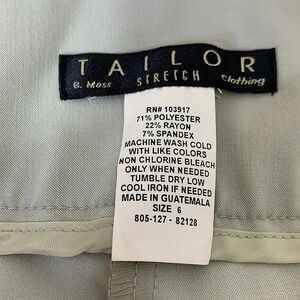 TAILOR
B. Moss STRETCH Clothing
RN# 103917
71% POLYESTER
22% RAYON
7% SPANDEX
MACHINE WASH COLD
WITH LIKE COLORS
NON CHLORINE BLEACH
ONLY WHEN NEEDED
TUMBLE DRY LOW
COOL IRON IF NEEDED
MADE IN GUATEMALA
SIZE 6
805-127 - 82128